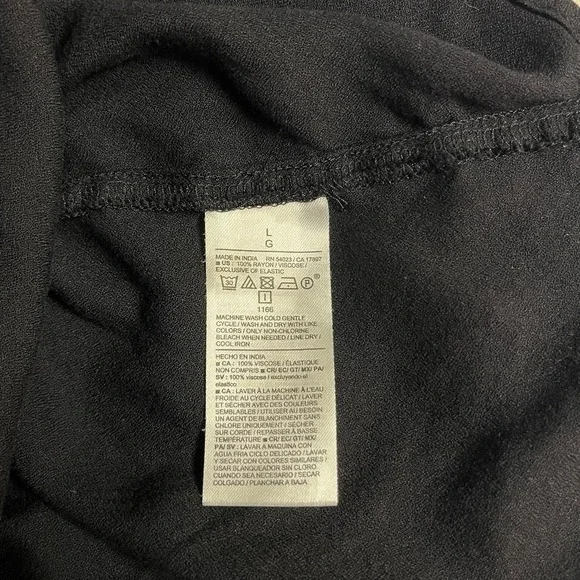 L
G
MADE IN INDIA RN 54023 / CA 17897
■ US : 100% RAYON / VISCOSE /
EXCLUSIVE OF ELASTIC
30 P ®
I
1166
MACHINE WASH COLD GENTLE
CYCLE / WASH AND DRY WITH LIKE
COLORS / ONLY NON-CHLORINE
BLEACH WHEN NEEDED / LINE DRY /
COOL IRON
HECHO EN INDIA
■ CA : 100% VISCOSE / ÉLASTIQUE
NON COMPRIS ■ CR/ EC/ GT/ MX/ PA/
SV : 100% viscosa / excluyendo el
elastico
■ CA : LAVER À LA MACHINE À L'EAU
FROIDE AU CYCLE DÉLICAT / LAVER
ET SÉCHER AVEC DES COULEURS
SEMBLABLES / UTILISER AU BESOIN
UN AGENT DE BLANCHIMENT SANS
CHLORE UNIQUEMENT / SÉCHER
SUR CORDE / REPASSER À BASSE
TEMPÉRATURE ■ CR/ EC/ GT/ MX/
PA/ SV : LAVAR A MAQUINA CON
AGUA FRIA CICLO DELICADO / LAVAR
Y SECAR CON COLORES SIMILARES /
USAR BLANQUEADOR SIN CLORO
CUANDO SEA NECESARIO / SECAR
COLGADO / PLANCHAR A BAJA